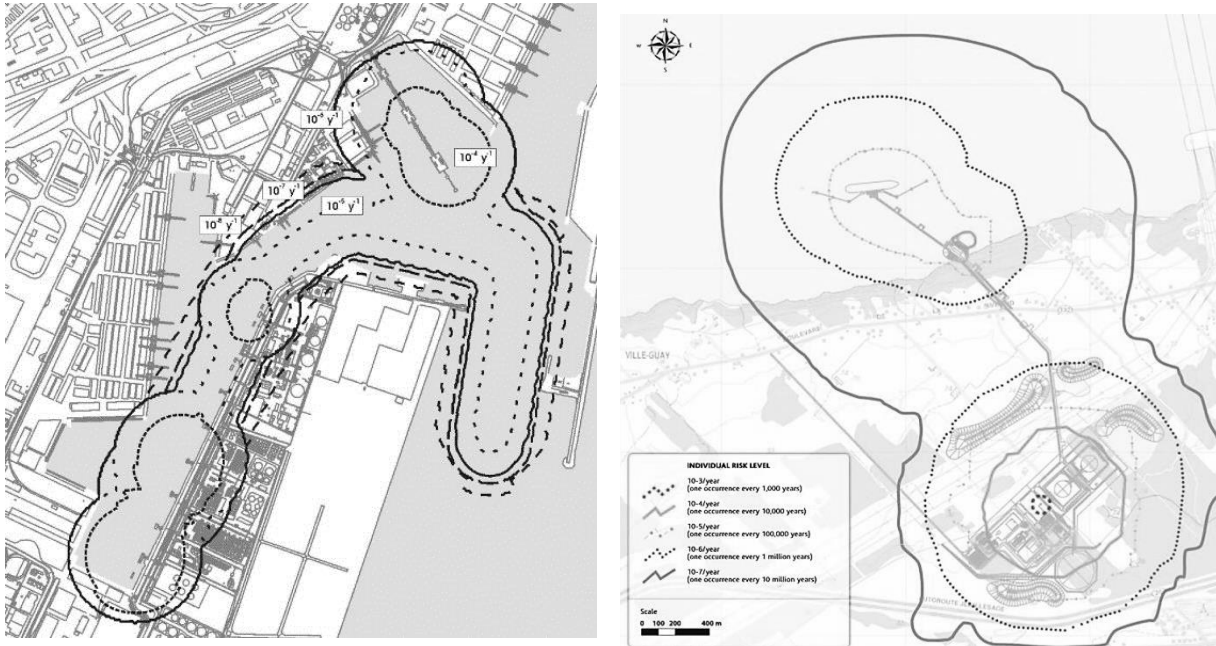 10⁻⁶ y⁻¹
10⁻⁴ y⁻¹
10⁻⁷ y⁻¹
10⁻⁵ y⁻¹
10⁻⁸ y⁻¹
N
W
E
S
BOULEVARD DE LA
VILLE-GUAY
INDIVIDUAL RISK LEVEL
10-3/year
(one occurrence every 1,000 years)
10-4/year
(one occurrence every 10,000 years)
10-5/year
(one occurrence every 100,000 years)
10-6/year
(one occurrence every 1 million years)
10-7/year
(one occurrence every 10 million years)
Scale
0 100 200 400 m